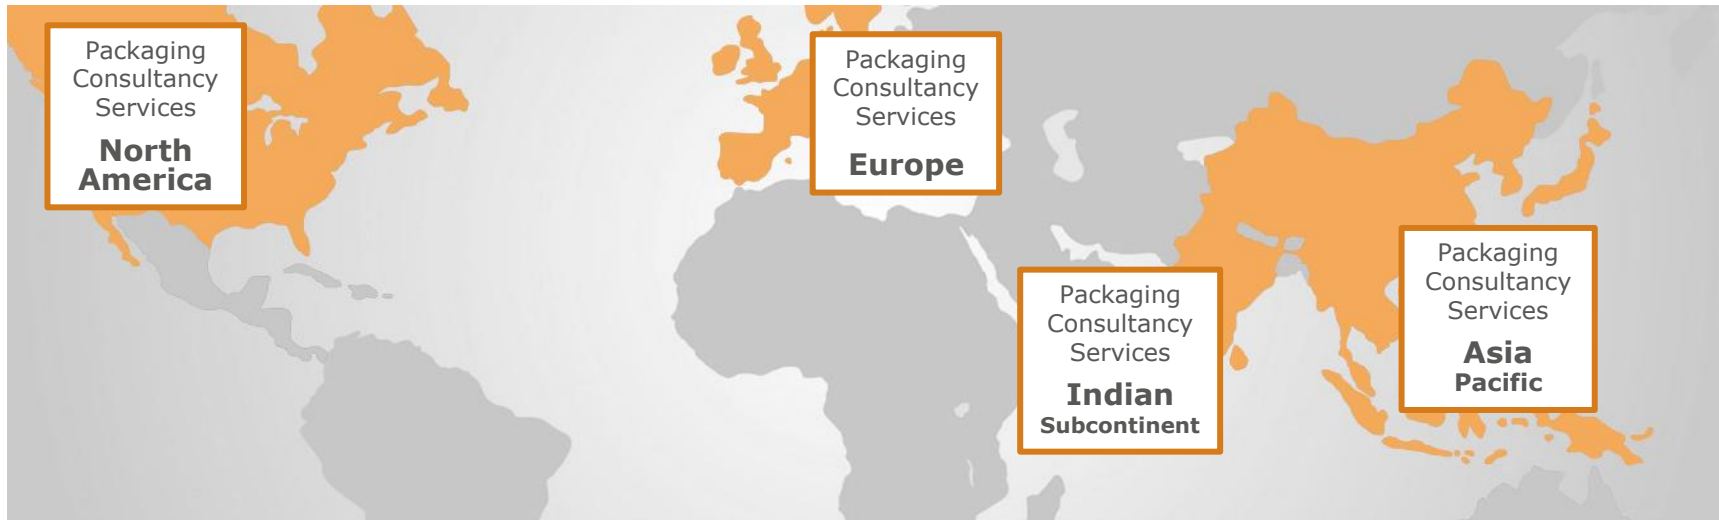 Packaging
Consultancy
Services
North
America
Packaging
Consultancy
Services
Europe
Packaging
Consultancy
Services
Indian
Subcontinent
Packaging
Consultancy
Services
Asia
Pacific